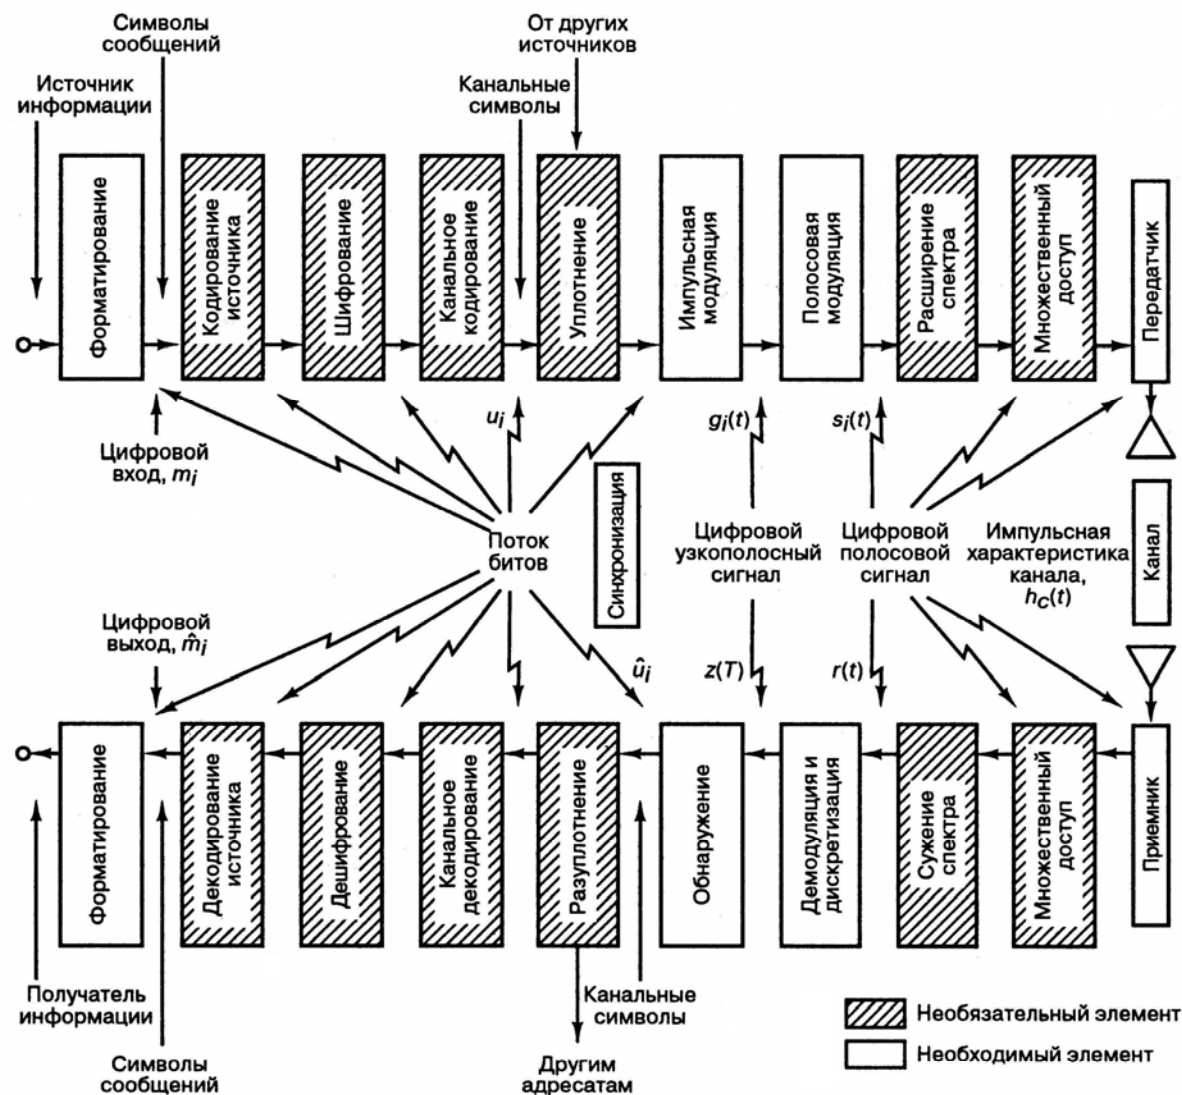 Символы
сообщений
От других
источников
Источник
информации
Канальные
символы
Форматирование
Кодирование
источника
Шифрование
Канальное
кодирование
Уплотнение
Импульсная
модуляция
Полосовая
модуляция
Расширение
спектра
Множественный
доступ
Передатчик
Цифровой
вход, mᵢ
uᵢ
gᵢ(t)
sᵢ(t)
Поток
битов
Синхронизация
Цифровой
узкополосный
сигнал
Цифровой
полосовой
сигнал
Импульсная
характеристика
канала,
h_C(t)
Канал
Цифровой
выход, m̂ᵢ
ûᵢ
z(T)
r(t)
Форматирование
Декодирование
источника
Дешифрование
Канальное
декодирование
Разуплотнение
Обнаружение
Демодуляция и
дискретизация
Сужение
спектра
Множественный
доступ
Приемник
Получатель
информации
Символы
сообщений
Канальные
символы
Другим
адресатам
Необязательный элемент
Необходимый элемент